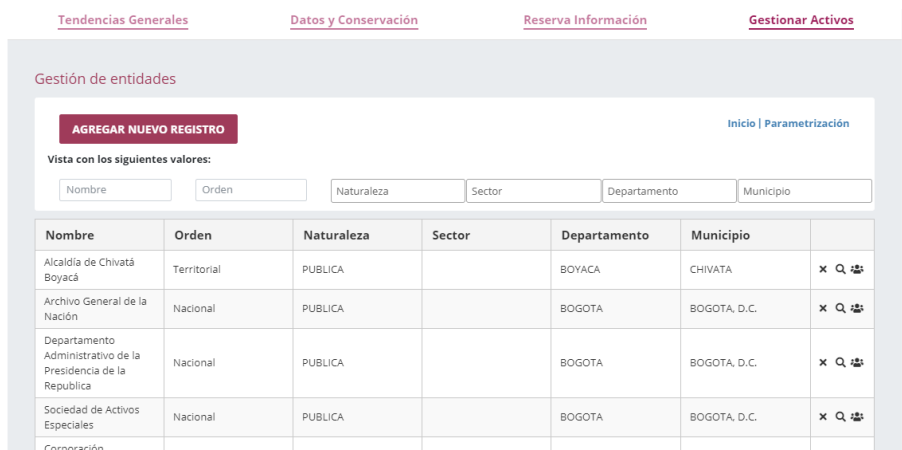 Tendencias Generales Datos y Conservación Reserva Información Gestionar Activos
Gestión de entidades
AGREGAR NUEVO REGISTRO Inicio | Parametrización
Vista con los siguientes valores:
Nombre Orden Naturaleza Sector Departamento Municipio
Nombre Orden Naturaleza Sector Departamento Municipio
Alcaldía de Chivatá
Boyacá
Territorial PUBLICA BOYACA CHIVATA
Archivo General de la
Nación
Nacional PUBLICA BOGOTA BOGOTA, D.C.
Departamento
Administrativo de la
Presidencia de la
Republica
Nacional PUBLICA BOGOTA BOGOTA, D.C.
Sociedad de Activos
Especiales
Nacional PUBLICA BOGOTA BOGOTA, D.C.
Corporación